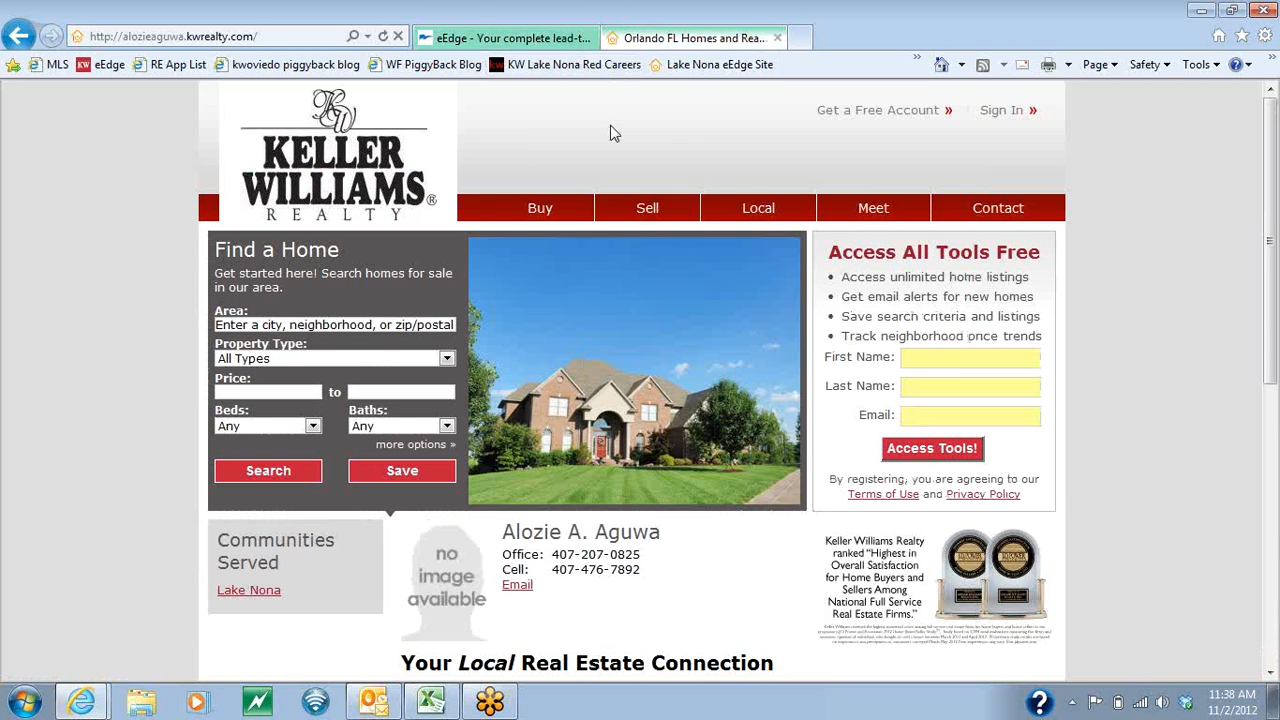 http://alozieaguwa.kwrealty.com/
eEdge - Your complete lead-t...
Orlando FL Homes and Rea...
MLS
eEdge
RE App List
kwoviedo piggyback blog
WF PiggyBack Blog
KW Lake Nona Red Careers
Lake Nona eEdge Site
Page
Safety
Tools
KW
KELLER
WILLIAMS®
REALTY
Get a Free Account »
Sign In »
Buy
Sell
Local
Meet
Contact
Find a Home
Get started here! Search homes for sale
in our area.
Area:
Enter a city, neighborhood, or zip/postal
Property Type:
All Types
Price:
to
Beds:
Baths:
Any
Any
more options »
Search
Save
Access All Tools Free
• Access unlimited home listings
• Get email alerts for new homes
• Save search criteria and listings
• Track neighborhood price trends
First Name:
Last Name:
Email:
Access Tools!
By registering, you are agreeing to our
Terms of Use and Privacy Policy
Communities
Served
Lake Nona
no
image
available
Alozie A. Aguwa
Office: 407-207-0825
Cell: 407-476-7892
Email
Keller Williams Realty
ranked "Highest in
Overall Satisfaction
for Home Buyers and
Sellers Among
National Full Service
Real Estate Firms."
Your Local Real Estate Connection
11:38 AM
11/2/2012